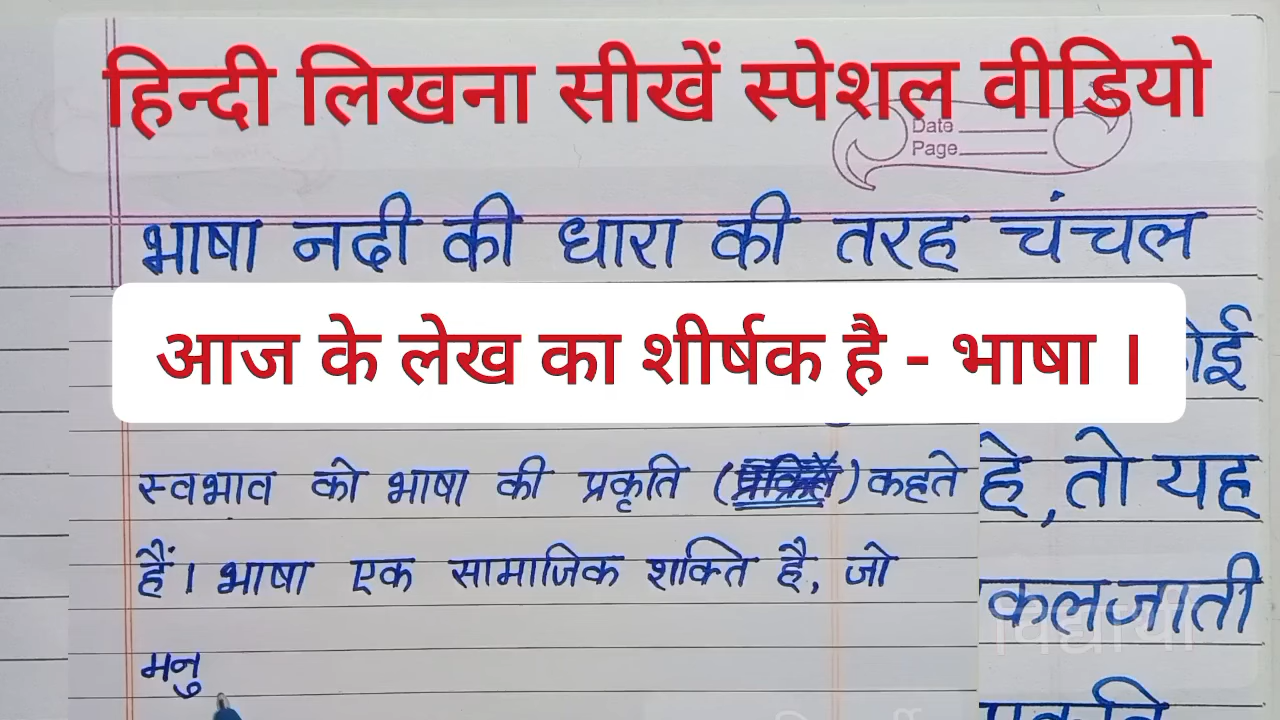 हिन्दी लिखना सीखें स्पेशल वीडियो
Date
Page
भाषा नदी की धारा की तरह चंचल
आज के लेख का शीर्षक है - भाषा ।
स्वभाव को भाषा की प्रकृति ( ) कहते
हैं । भाषा एक सामाजिक शक्ति है, जो
मनु
है, तो यह
कलजाती
विद्यार्थी